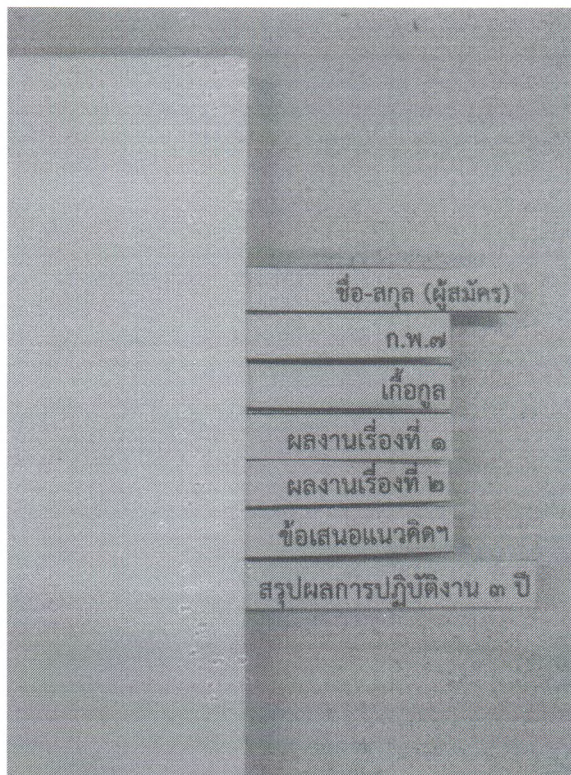 ชื่อ-สกุล (ผู้สมัคร)
ก.พ.๗
เกื้อกูล
ผลงานเรื่องที่ ๑
ผลงานเรื่องที่ ๒
ข้อเสนอแนวคิดฯ
สรุปผลการปฏิบัติงาน ๓ ปี